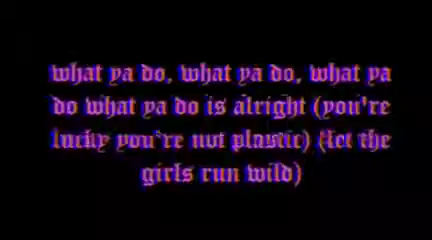 what ya do, what ya do, what ya
do what ya do is alright (you're
lucky you're not plastic) (let the
girls run wild)